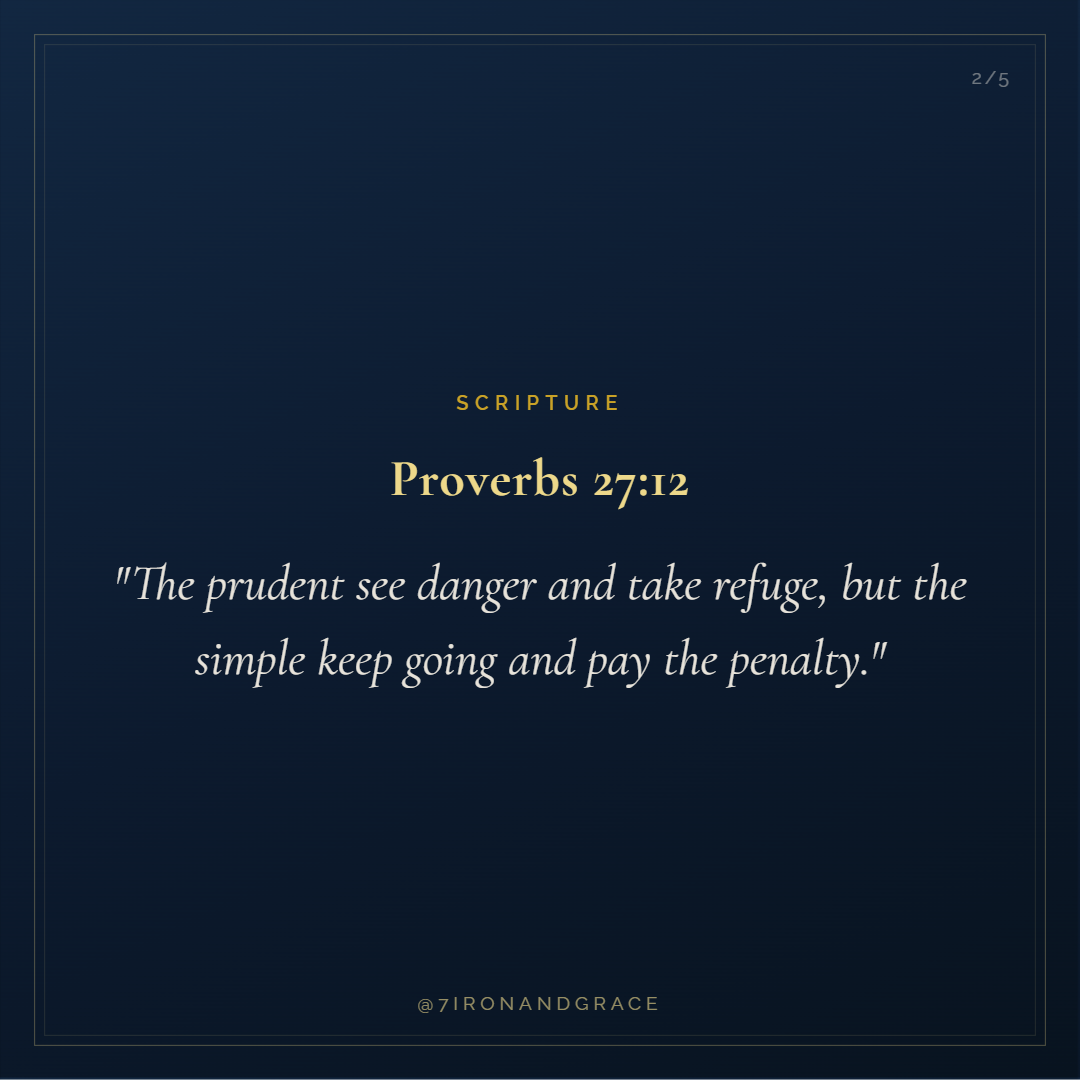 2/5
SCRIPTURE
Proverbs 27:12
"The prudent see danger and take refuge, but the
simple keep going and pay the penalty."
@7IRONANDGRACE